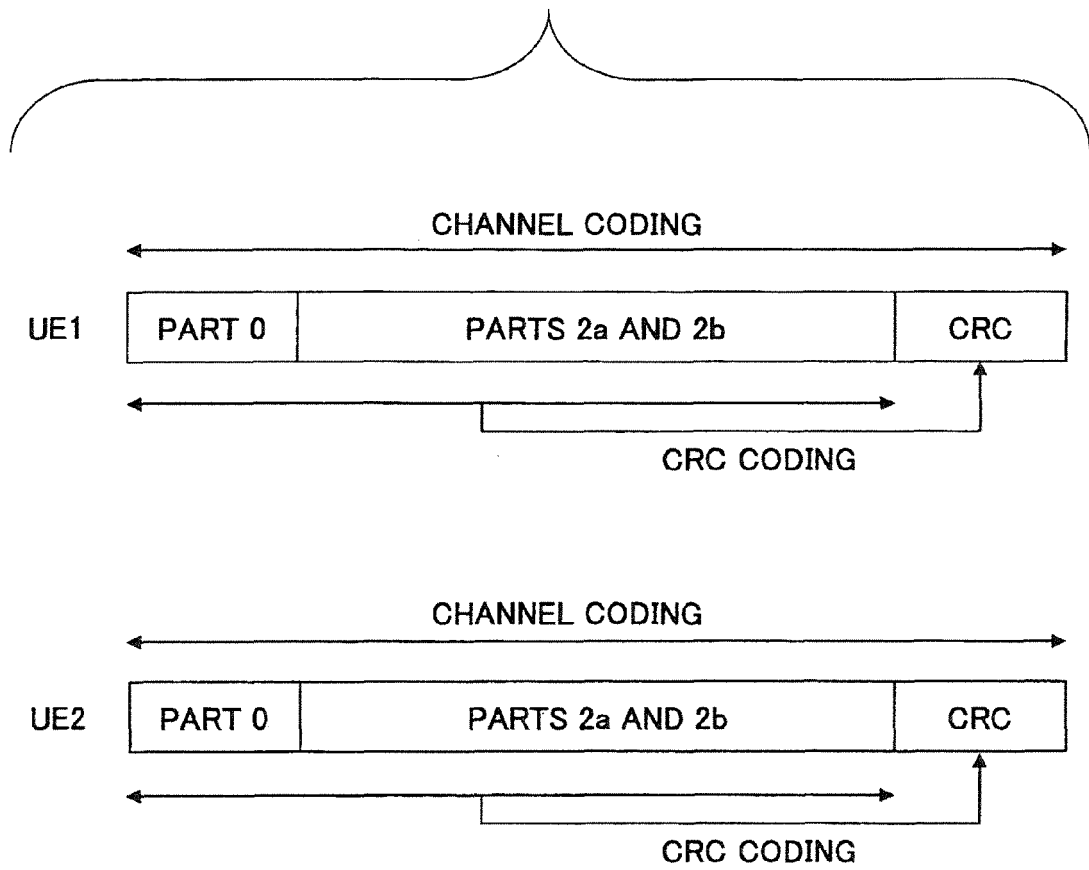 CHANNEL CODING
UE1 PART 0 PARTS 2a AND 2b CRC
CRC CODING
CHANNEL CODING
UE2 PART 0 PARTS 2a AND 2b CRC
CRC CODING